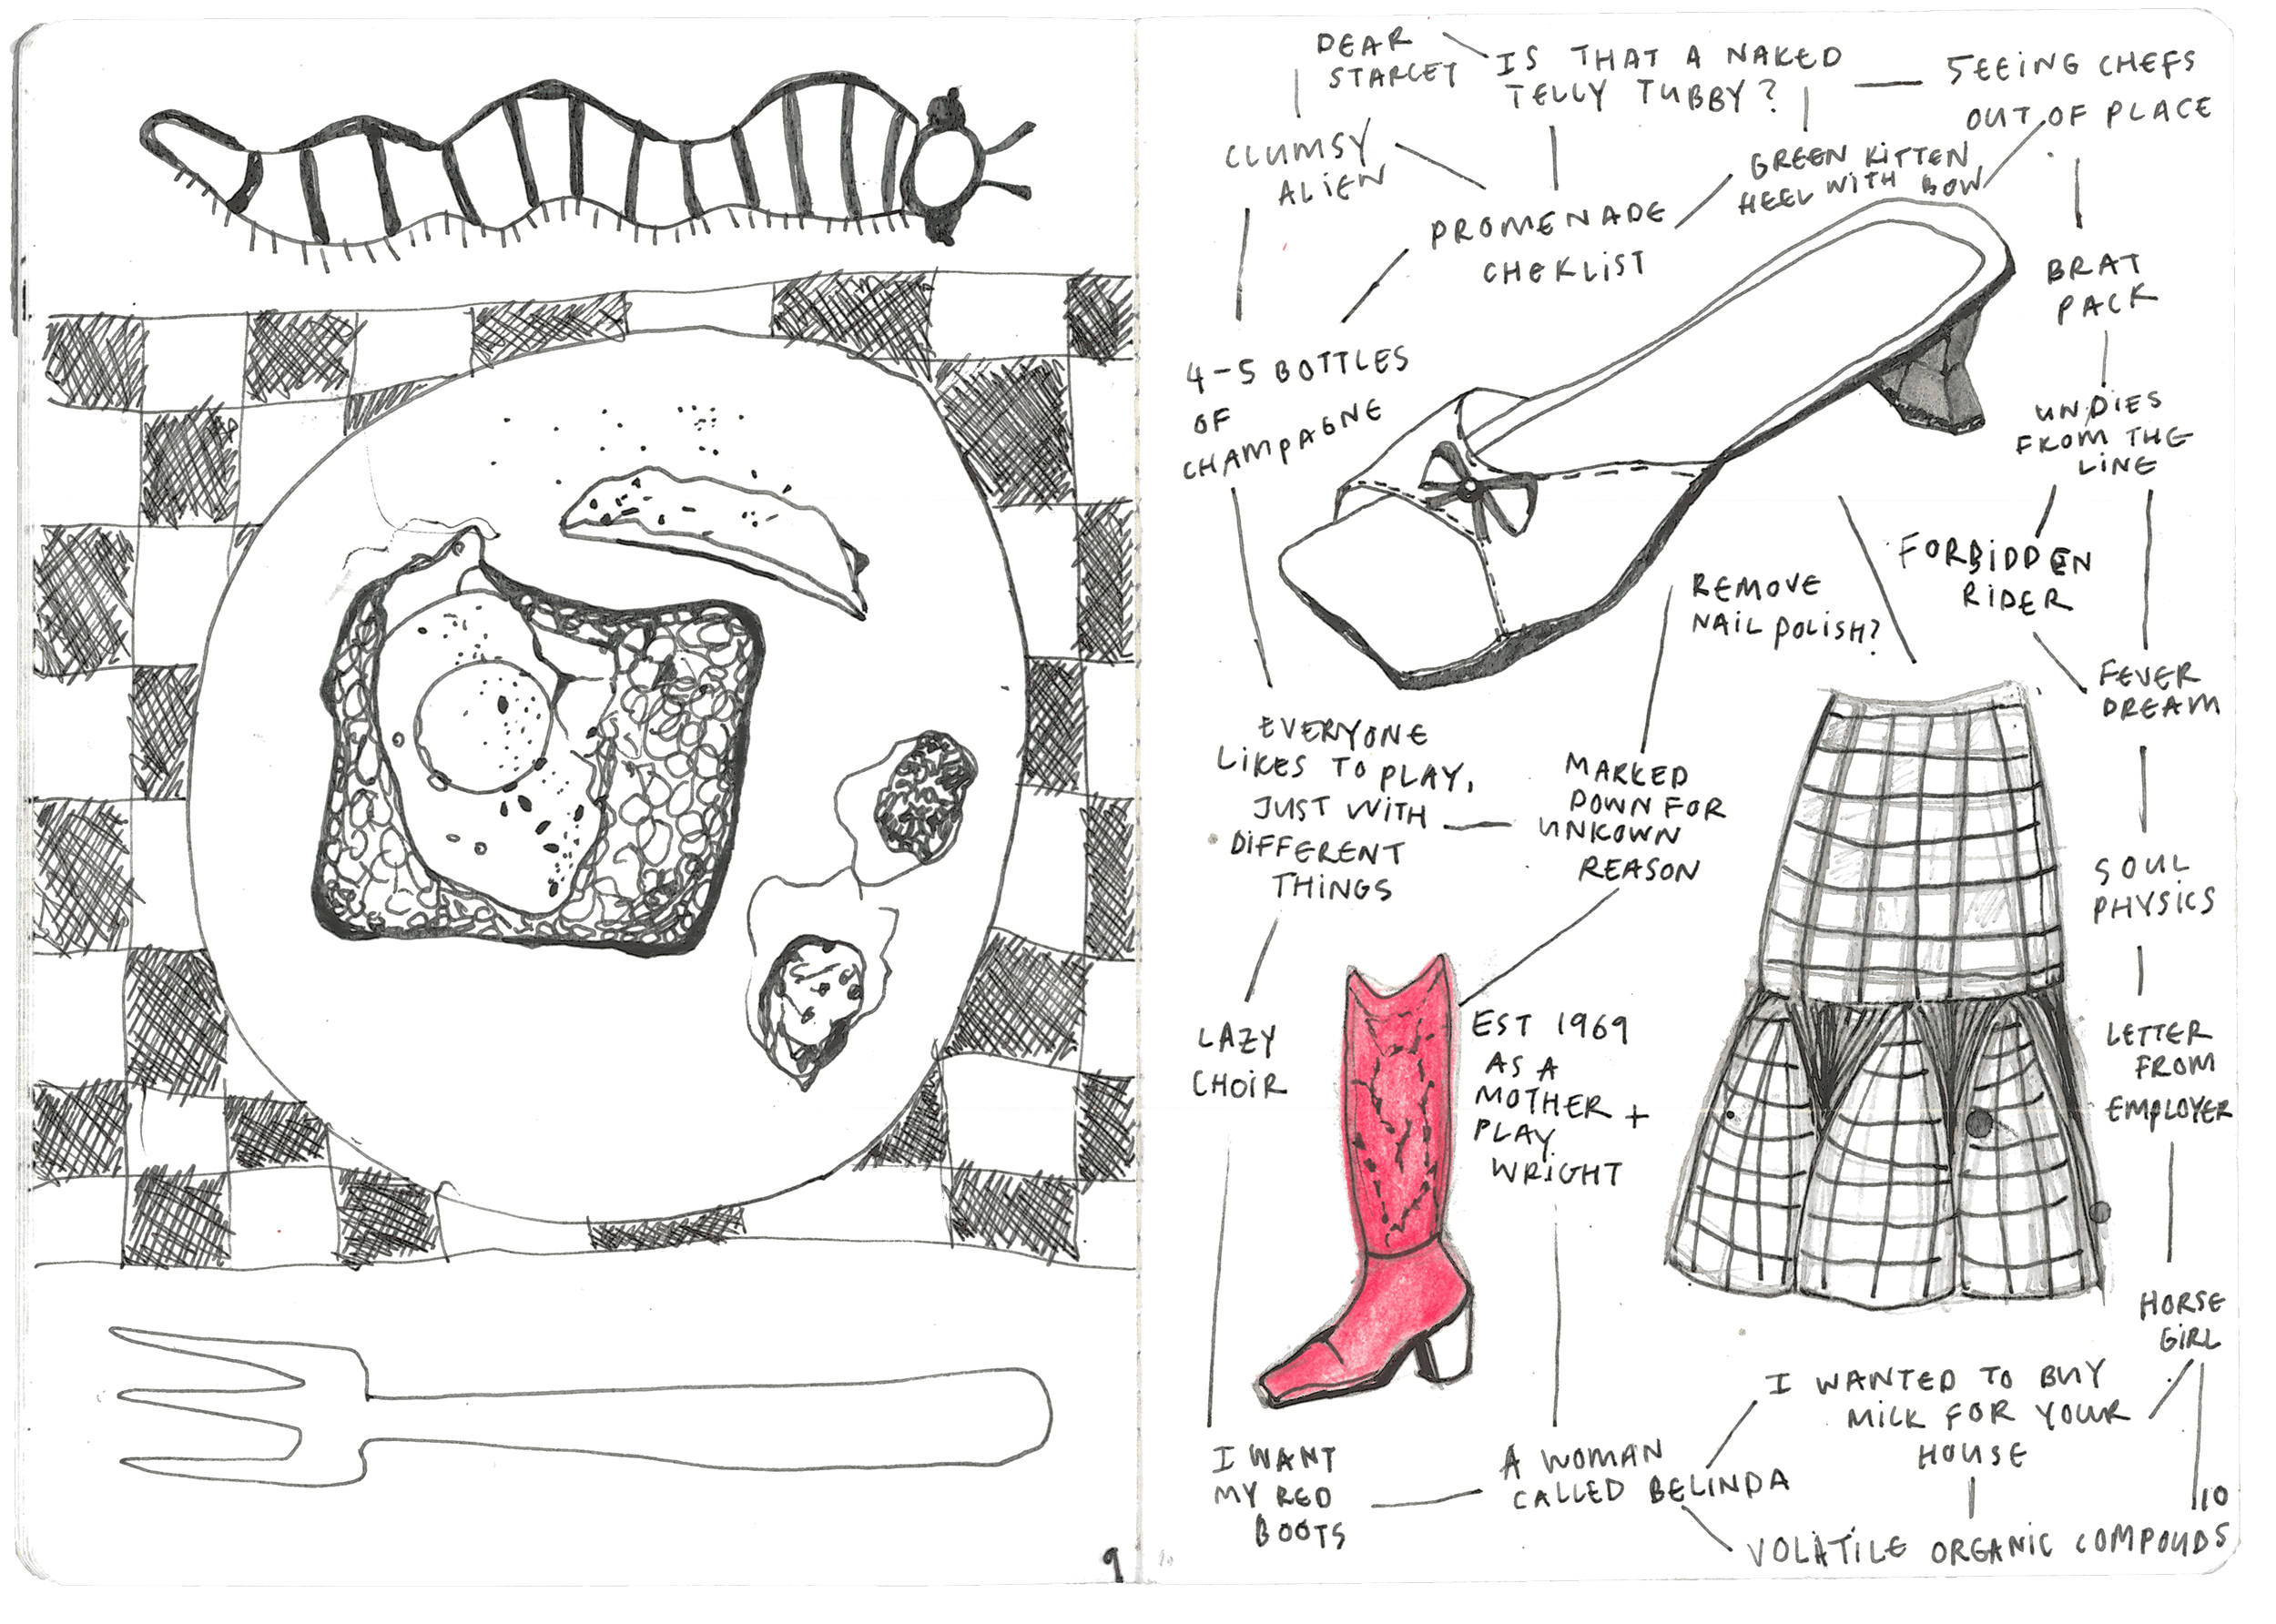 DEAR
STARLET
IS THAT A NAKED
TELLY TUBBY?
SEEING CHEFS
OUT OF PLACE
CLUMSY
ALIEN
GREEN KITTEN
HEEL WITH BOW
PROMENADE
CHEKLIST
BRAT
PACK
4-5 BOTTLES
OF
CHAMPAGNE
UNDIES
FROM THE
LINE
FORBIDDEN
RIDER
REMOVE
NAIL POLISH?
FEVER
DREAM
EVERYONE
LIKES TO PLAY,
JUST WITH
DIFFERENT
THINGS
MARKED
DOWN FOR
UNKOWN
REASON
SOUL
PHYSICS
LAZY
CHOIR
EST 1969
AS A
MOTHER +
PLAY
WRIGHT
LETTER
FROM
EMPLOYER
HORSE
GIRL
I WANTED TO BUY
MILK FOR YOUR
HOUSE
I WANT
MY RED
BOOTS
A WOMAN
CALLED BELINDA
VOLATILE ORGANIC COMPOUDS
9
10